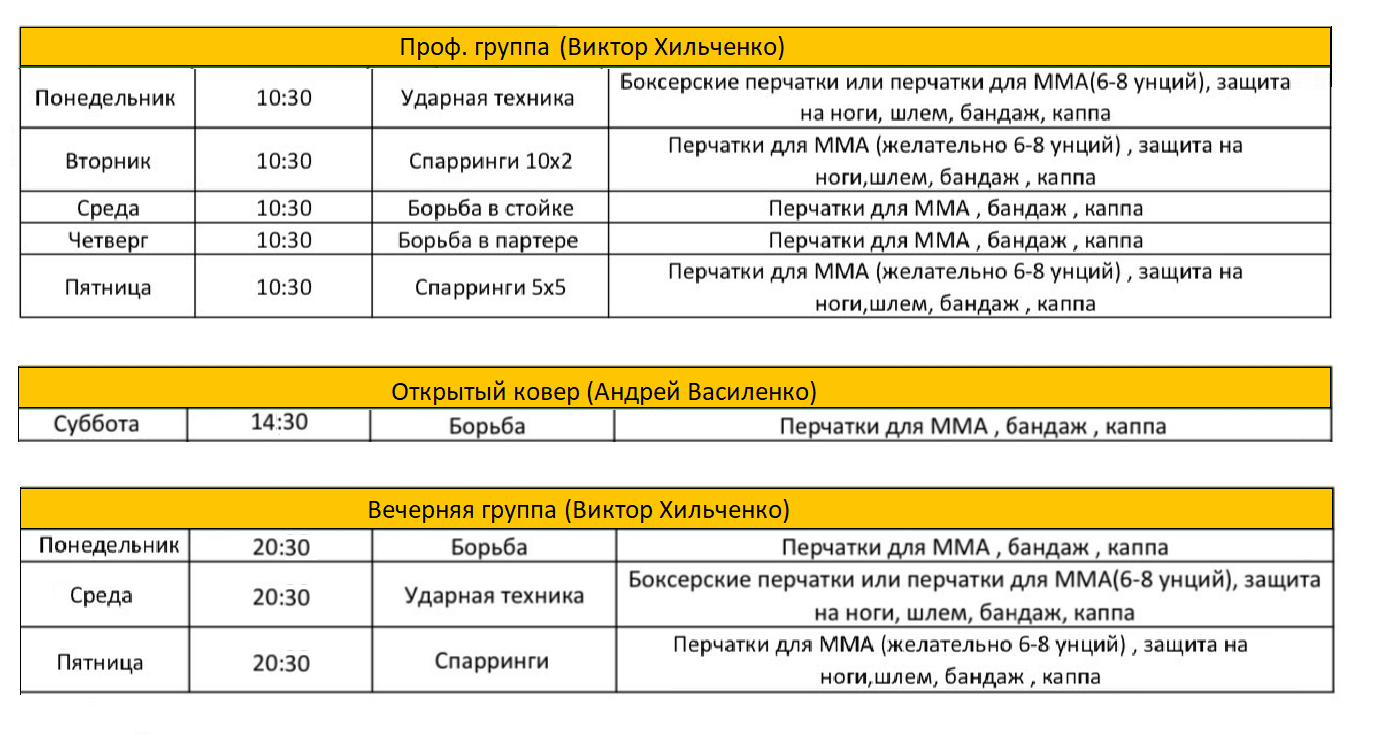 Проф. группа (Виктор Хильченко)
Понедельник 10:30 Ударная техника Боксерские перчатки или перчатки для ММА(6-8 унций), защита
на ноги, шлем, бандаж, каппа
Вторник 10:30 Спарринги 10х2 Перчатки для ММА (желательно 6-8 унций) , защита на
ноги,шлем, бандаж , каппа
Среда 10:30 Борьба в стойке Перчатки для ММА , бандаж , каппа
Четверг 10:30 Борьба в партере Перчатки для ММА , бандаж , каппа
Пятница 10:30 Спарринги 5х5 Перчатки для ММА (желательно 6-8 унций) , защита на
ноги,шлем, бандаж , каппа
Открытый ковер (Андрей Василенко)
Суббота 14:30 Борьба Перчатки для ММА , бандаж , каппа
Вечерняя группа (Виктор Хильченко)
Понедельник 20:30 Борьба Перчатки для ММА , бандаж , каппа
Среда 20:30 Ударная техника Боксерские перчатки или перчатки для ММА(6-8 унций), защита
на ноги, шлем, бандаж, каппа
Пятница 20:30 Спарринги Перчатки для ММА (желательно 6-8 унций) , защита на
ноги,шлем, бандаж , каппа